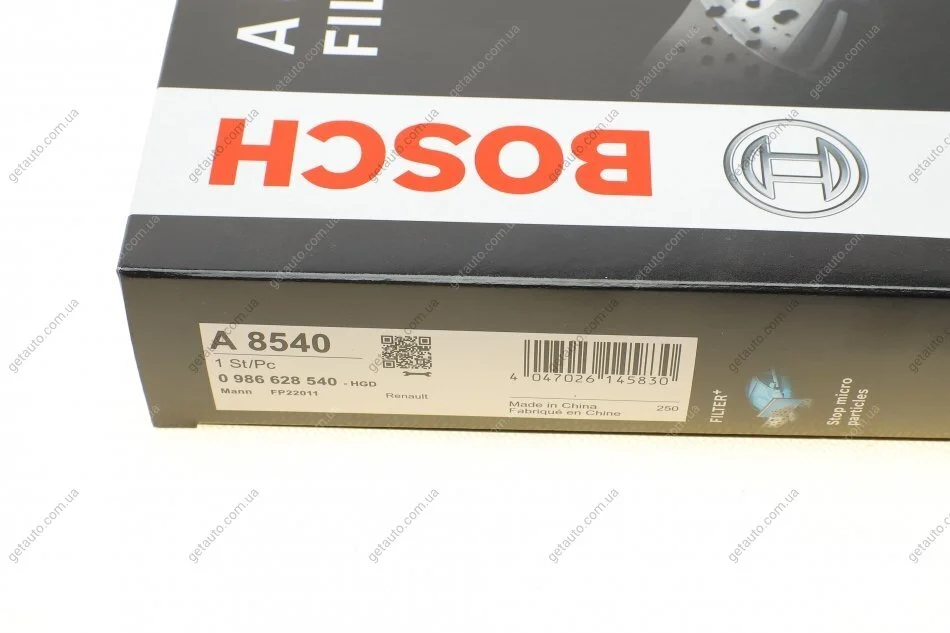 A
FIL
BOSCH
A 8540
1 St/Pc
0 986 628 540 - HGD
Mann FP22011
Renault
4 047026 145830
Made in China
Fabriqué en Chine
250
FILTER+
Stop micro
particles
getauto.com.ua